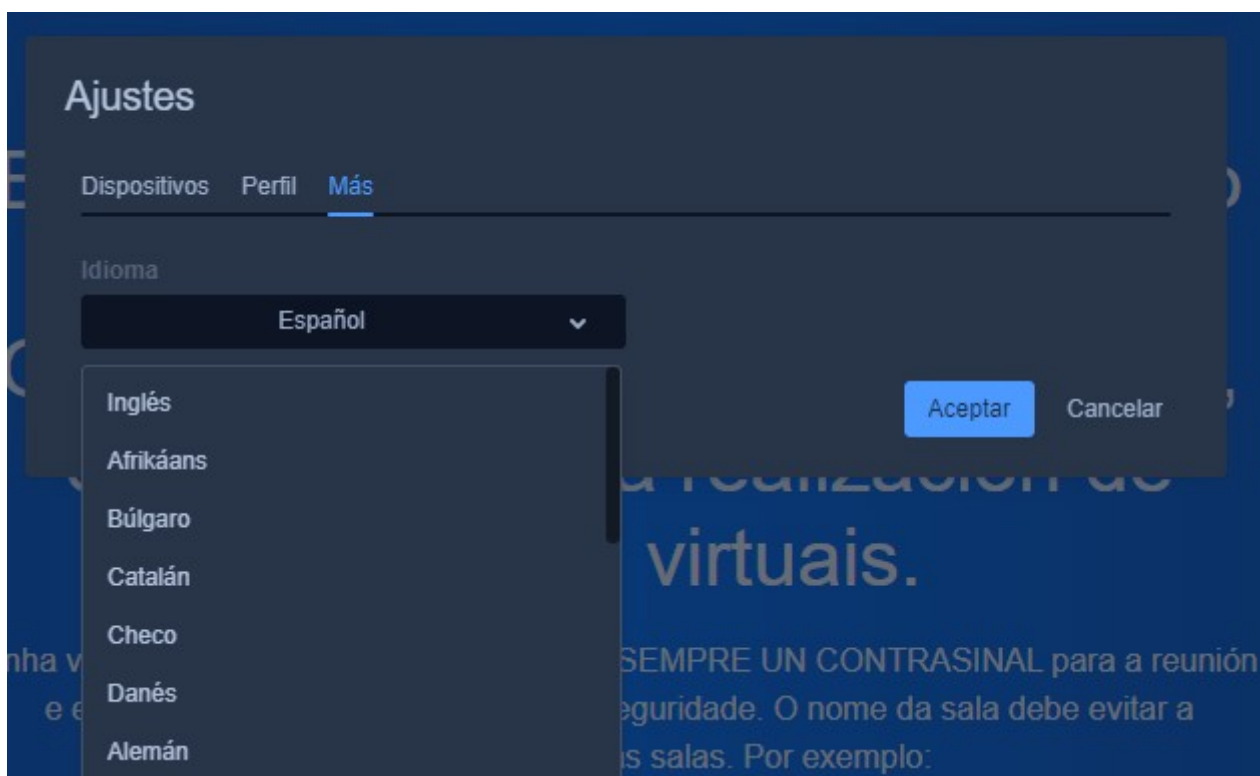 Ajustes
Dispositivos Perfil Más
Idioma
Español
Inglés
Aceptar Cancelar
Afrikáans
Búlgaro
virtuais.
Catalán
Checo
SEMPRE UN CONTRASINAL para a reunión
Danés
O nome da sala debe evitar a
Alemán
salas. Por exemplo: